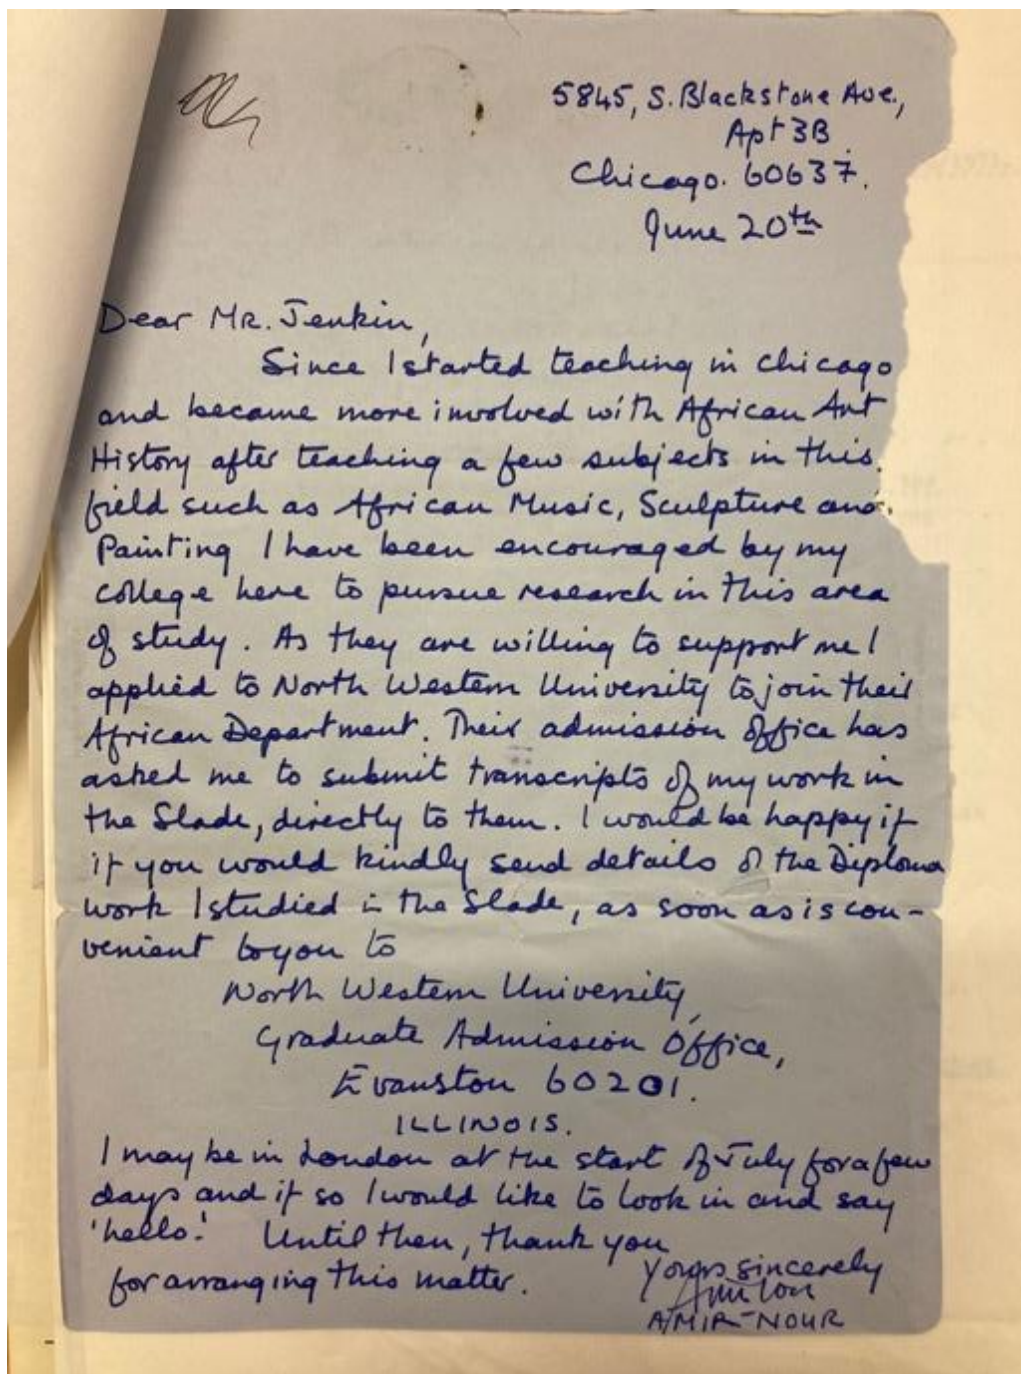 5845, S. Blackstone Ave.,
Apt 3B.
Chicago. 60637.
June 20th
Dear Mr. Jenkin,
Since I started teaching in Chicago
and became more involved with African Art
History after teaching a few subjects in this
field such as African Music, Sculpture and
Painting I have been encouraged by my
college here to pursue research in this area
of study. As they are willing to support me I
applied to North Western University to join their
African Department. Their admission office has
asked me to submit transcripts of my work in
the Slade, directly to them. I would be happy if
if you would kindly send details of the Diploma
work I studied in the Slade, as soon as is con-
venient to you to
North Western University,
Graduate Admission Office,
Evanston 60201.
ILLINOIS.
I may be in London at the start of July for a few
days and if so I would like to look in and say
'hello.' Until then, thank you
for arranging this matter.
Yours sincerely
AMIR NOUR